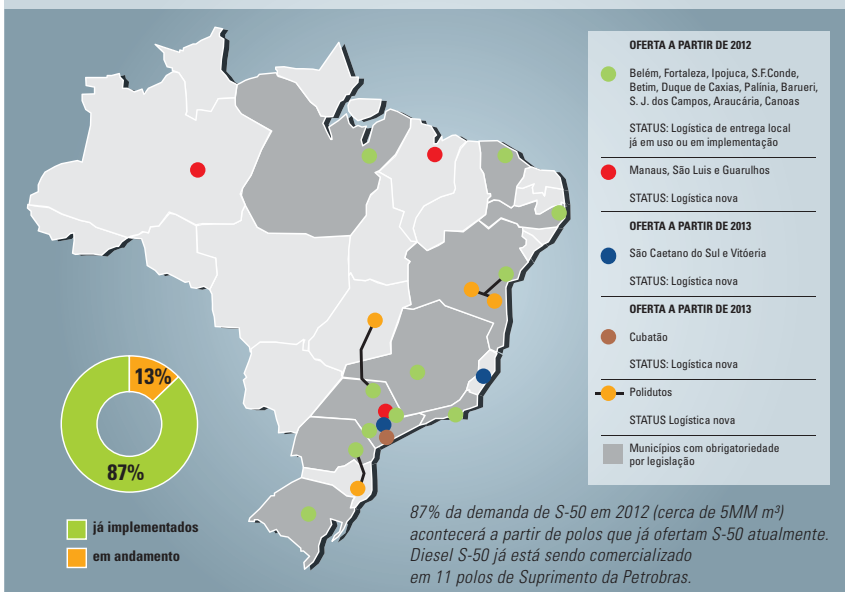 OFERTA A PARTIR DE 2012
Belém, Fortaleza, Ipojuca, S.F.Conde,
Betim, Duque de Caxias, Palínia, Barueri,
S. J. dos Campos, Araucária, Canoas
STATUS: Logística de entrega local
já em uso ou em implementação
Manaus, São Luis e Guarulhos
STATUS: Logística nova
OFERTA A PARTIR DE 2013
São Caetano do Sul e Vitóeria
STATUS: Logística nova
OFERTA A PARTIR DE 2013
Cubatão
STATUS: Logística nova
Polidutos
STATUS Logística nova
Municípios com obrigatoriedade
por legislação
13%
87%
já implementados
em andamento
87% da demanda de S-50 em 2012 (cerca de 5MM m³)
acontecerá a partir de polos que já ofertam S-50 atualmente.
Diesel S-50 já está sendo comercializado
em 11 polos de Suprimento da Petrobras.